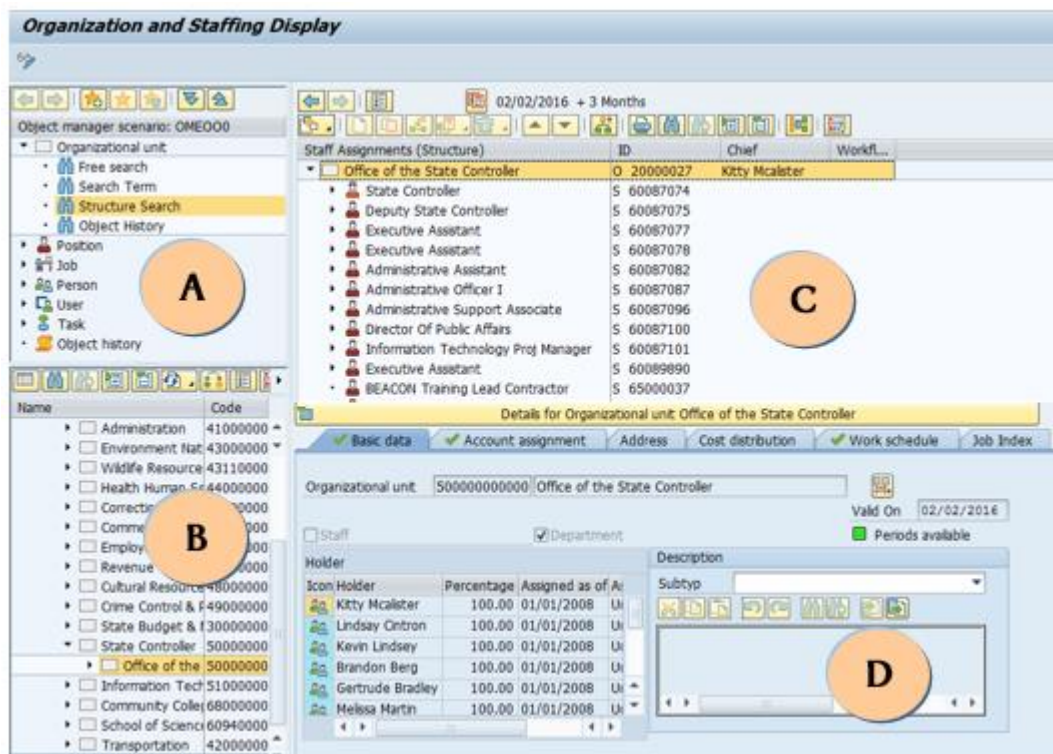 Organization and Staffing Display
02/02/2016 + 3 Months
Object manager scenario: OME000
Organizational unit
Free search
Search Term
Structure Search
Object History
Position
Job
Person
User
Task
Object history
A
Staff Assignments (Structure) ID Chief Workfl...
Office of the State Controller O 20000027 Kitty Mcalister
State Controller S 60087074
Deputy State Controller S 60087075
Executive Assistant S 60087077
Executive Assistant S 60087078
Administrative Assistant S 60087082
Administrative Officer I S 60087087
Administrative Support Associate S 60087096
Director Of Public Affairs S 60087100
Information Technology Proj Manager S 60087101
Executive Assistant S 60089890
BEACON Training Lead Contractor S 65000037
C
Name Code
Administration 41000000
Environment Nat 43000000
Wildlife Resource 43110000
Health Human 44000000
Correcti
Comme
Employ
Revenue
Cultural Resource 48000000
Crime Control & F 49000000
State Budget & 30000000
State Controller 50000000
Office of the 50000000
Information Tech 51000000
Community Colle 68000000
School of Scienc 60940000
Transportation 42000000
B
Details for Organizational unit Office of the State Controller
Basic data Account assignment Address Cost distribution Work schedule Job Index
Organizational unit 500000000000 Office of the State Controller
Valid On 02/02/2016
Staff Department Periods available
Holder
Icon Holder Percentage Assigned as of
Kitty Mcalister 100.00 01/01/2008
Lindsay Cintron 100.00 01/01/2008
Kevin Lindsey 100.00 01/01/2008
Brandon Berg 100.00 01/01/2008
Gertrude Bradley 100.00 01/01/2008
Melissa Martin 100.00 01/01/2008
Description
Subtyp
D